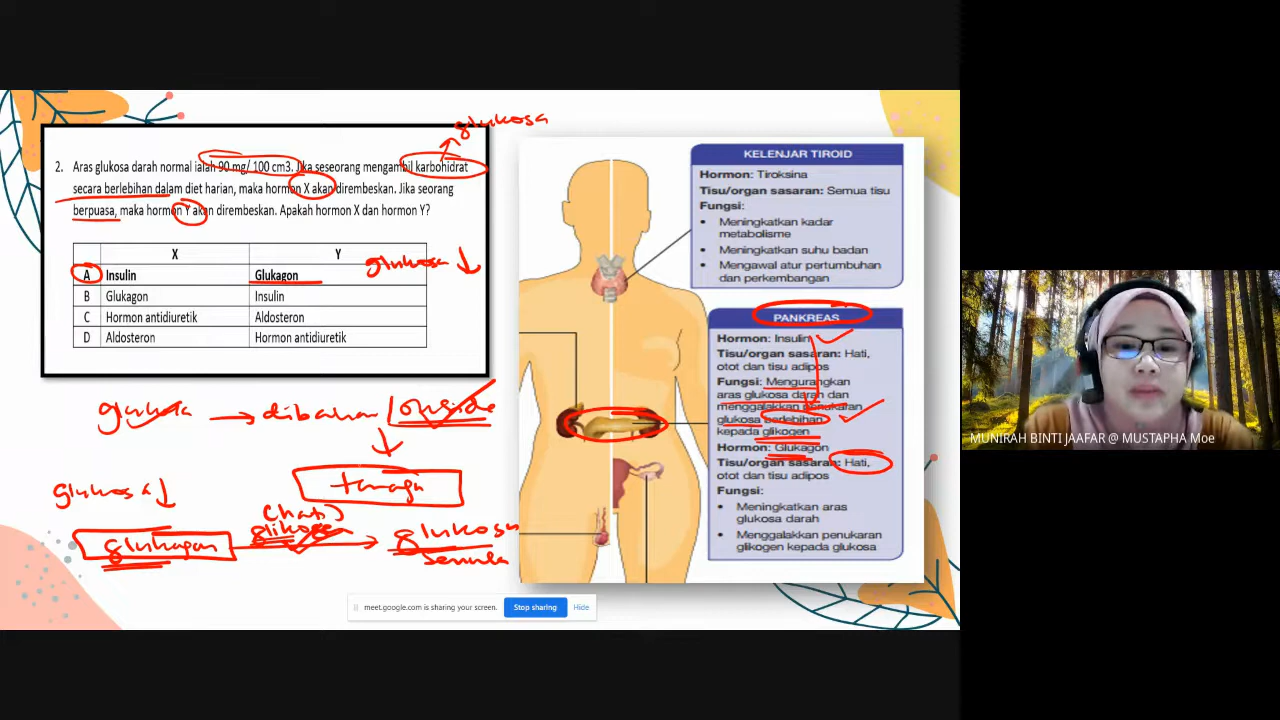 glukosa
2. Aras glukosa darah normal ialah 90 mg/ 100 cm3. Jika seseorang mengambil karbohidrat
secara berlebihan dalam diet harian, maka hormon X akan dirembeskan. Jika seorang
berpuasa, maka hormon Y akan dirembeskan. Apakah hormon X dan hormon Y?
X Y
A Insulin Glukagon
glukosa ↓
B Glukagon Insulin
C Hormon antidiuretik Aldosteron
D Aldosteron Hormon antidiuretik
glukosa → dibakar oksida
tenaga
glukosa ↓
(hati)
glukagon glikogen → glukosa
semula
KELENJAR TIROID
Hormon: Tiroksina
Tisu/organ sasaran: Semua tisu
Fungsi:
• Meningkatkan kadar
metabolisme
• Meningkatkan suhu badan
• Mengawal atur pertumbuhan
dan perkembangan
PANKREAS
Hormon: Insulin
Tisu/organ sasaran: Hati,
otot dan tisu adipos
Fungsi: Mengurangkan
aras glukosa darah dan
menggalakkan penukaran
glukosa berlebihan
kepada glikogen
Hormon: Glukagon
Tisu/organ sasaran: Hati,
otot dan tisu adipos
Fungsi:
• Meningkatkan aras
glukosa darah
• Menggalakkan penukaran
glikogen kepada glukosa
meet.google.com is sharing your screen. Stop sharing Hide
MUNIRAH BINTI JAAFAR @ MUSTAPHA Moe